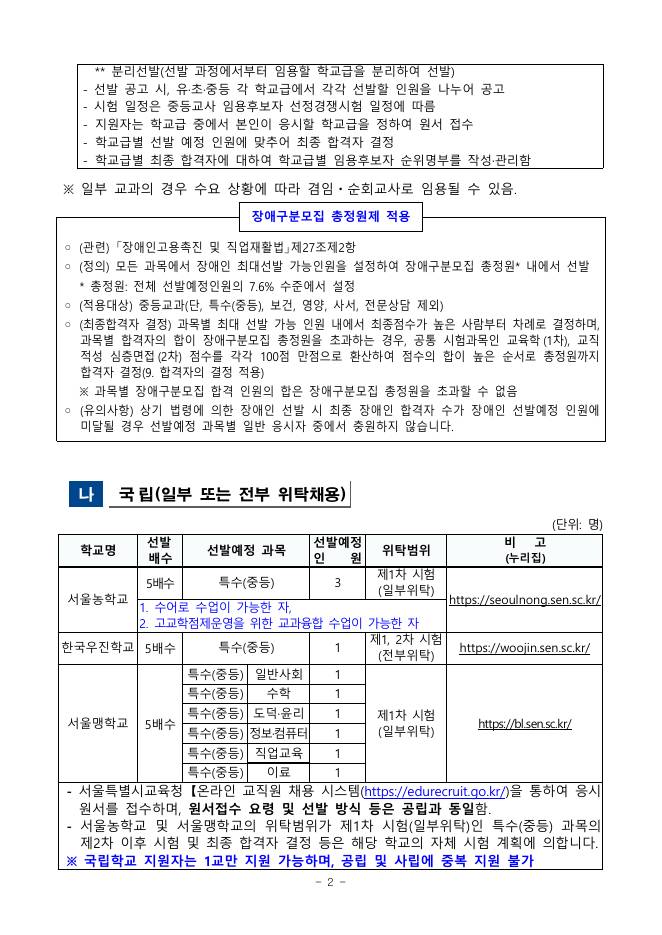 ** 분리선발(선발 과정에서부터 임용할 학교급을 분리하여 선발)
- 선발 공고 시, 유·초·중등 각 학교급에서 각각 선발할 인원을 나누어 공고
- 시험 일정은 중등교사 임용후보자 선정경쟁시험 일정에 따름
- 지원자는 학교급 중에서 본인이 응시할 학교급을 정하여 원서 접수
- 학교급별 선발 예정 인원에 맞추어 최종 합격자 결정
- 학교급별 최종 합격자에 대하여 학교급별 임용후보자 순위명부를 작성·관리함
※ 일부 교과의 경우 수요 상황에 따라 겸임・순회교사로 임용될 수 있음.
장애구분모집 총정원제 적용
○ (관련) 「장애인고용촉진 및 직업재활법」제27조제2항
○ (정의) 모든 과목에서 장애인 최대선발 가능인원을 설정하여 장애구분모집 총정원* 내에서 선발
* 총정원: 전체 선발예정인원의 7.6% 수준에서 설정
○ (적용대상) 중등교과(단, 특수(중등), 보건, 영양, 사서, 전문상담 제외)
○ (최종합격자 결정) 과목별 최대 선발 가능 인원 내에서 최종점수가 높은 사람부터 차례로 결정하며,
과목별 합격자의 합이 장애구분모집 총정원을 초과하는 경우, 공통 시험과목인 교육학(1차), 교직
적성 심층면접(2차) 점수를 각각 100점 만점으로 환산하여 점수의 합이 높은 순서로 총정원까지
합격자 결정(9. 합격자의 결정 적용)
※ 과목별 장애구분모집 합격 인원의 합은 장애구분모집 총정원을 초과할 수 없음
○ (유의사항) 상기 법령에 의한 장애인 선발 시 최종 장애인 합격자 수가 장애인 선발예정 인원에
미달될 경우 선발예정 과목별 일반 응시자 중에서 충원하지 않습니다.
나 국립(일부 또는 전부 위탁채용)
(단위: 명)
학교명 선발 배수 선발예정 과목 선발예정 인 원 위탁범위 비 고 (누리집)
서울농학교 5배수 특수(중등) 3 제1차 시험 (일부위탁) https://seoulnong.sen.sc.kr/
1. 수어로 수업이 가능한 자,
2. 고교학점제운영을 위한 교과융합 수업이 가능한 자
한국우진학교 5배수 특수(중등) 1 제1, 2차 시험 (전부위탁) https://woojin.sen.sc.kr/
서울맹학교 5배수 특수(중등) 일반사회 1 제1차 시험 (일부위탁) https://bl.sen.sc.kr/
특수(중등) 수학 1
특수(중등) 도덕·윤리 1
특수(중등) 정보·컴퓨터 1
특수(중등) 직업교육 1
특수(중등) 이료 1
- 서울특별시교육청 【온라인 교직원 채용 시스템(https://edurecruit.go.kr/)을 통하여 응시
원서를 접수하며, 원서접수 요령 및 선발 방식 등은 공립과 동일함.
- 서울농학교 및 서울맹학교의 위탁범위가 제1차 시험(일부위탁)인 특수(중등) 과목의
제2차 이후 시험 및 최종 합격자 결정 등은 해당 학교의 자체 시험 계획에 의합니다.
※ 국립학교 지원자는 1교만 지원 가능하며, 공립 및 사립에 중복 지원 불가
- 2 -